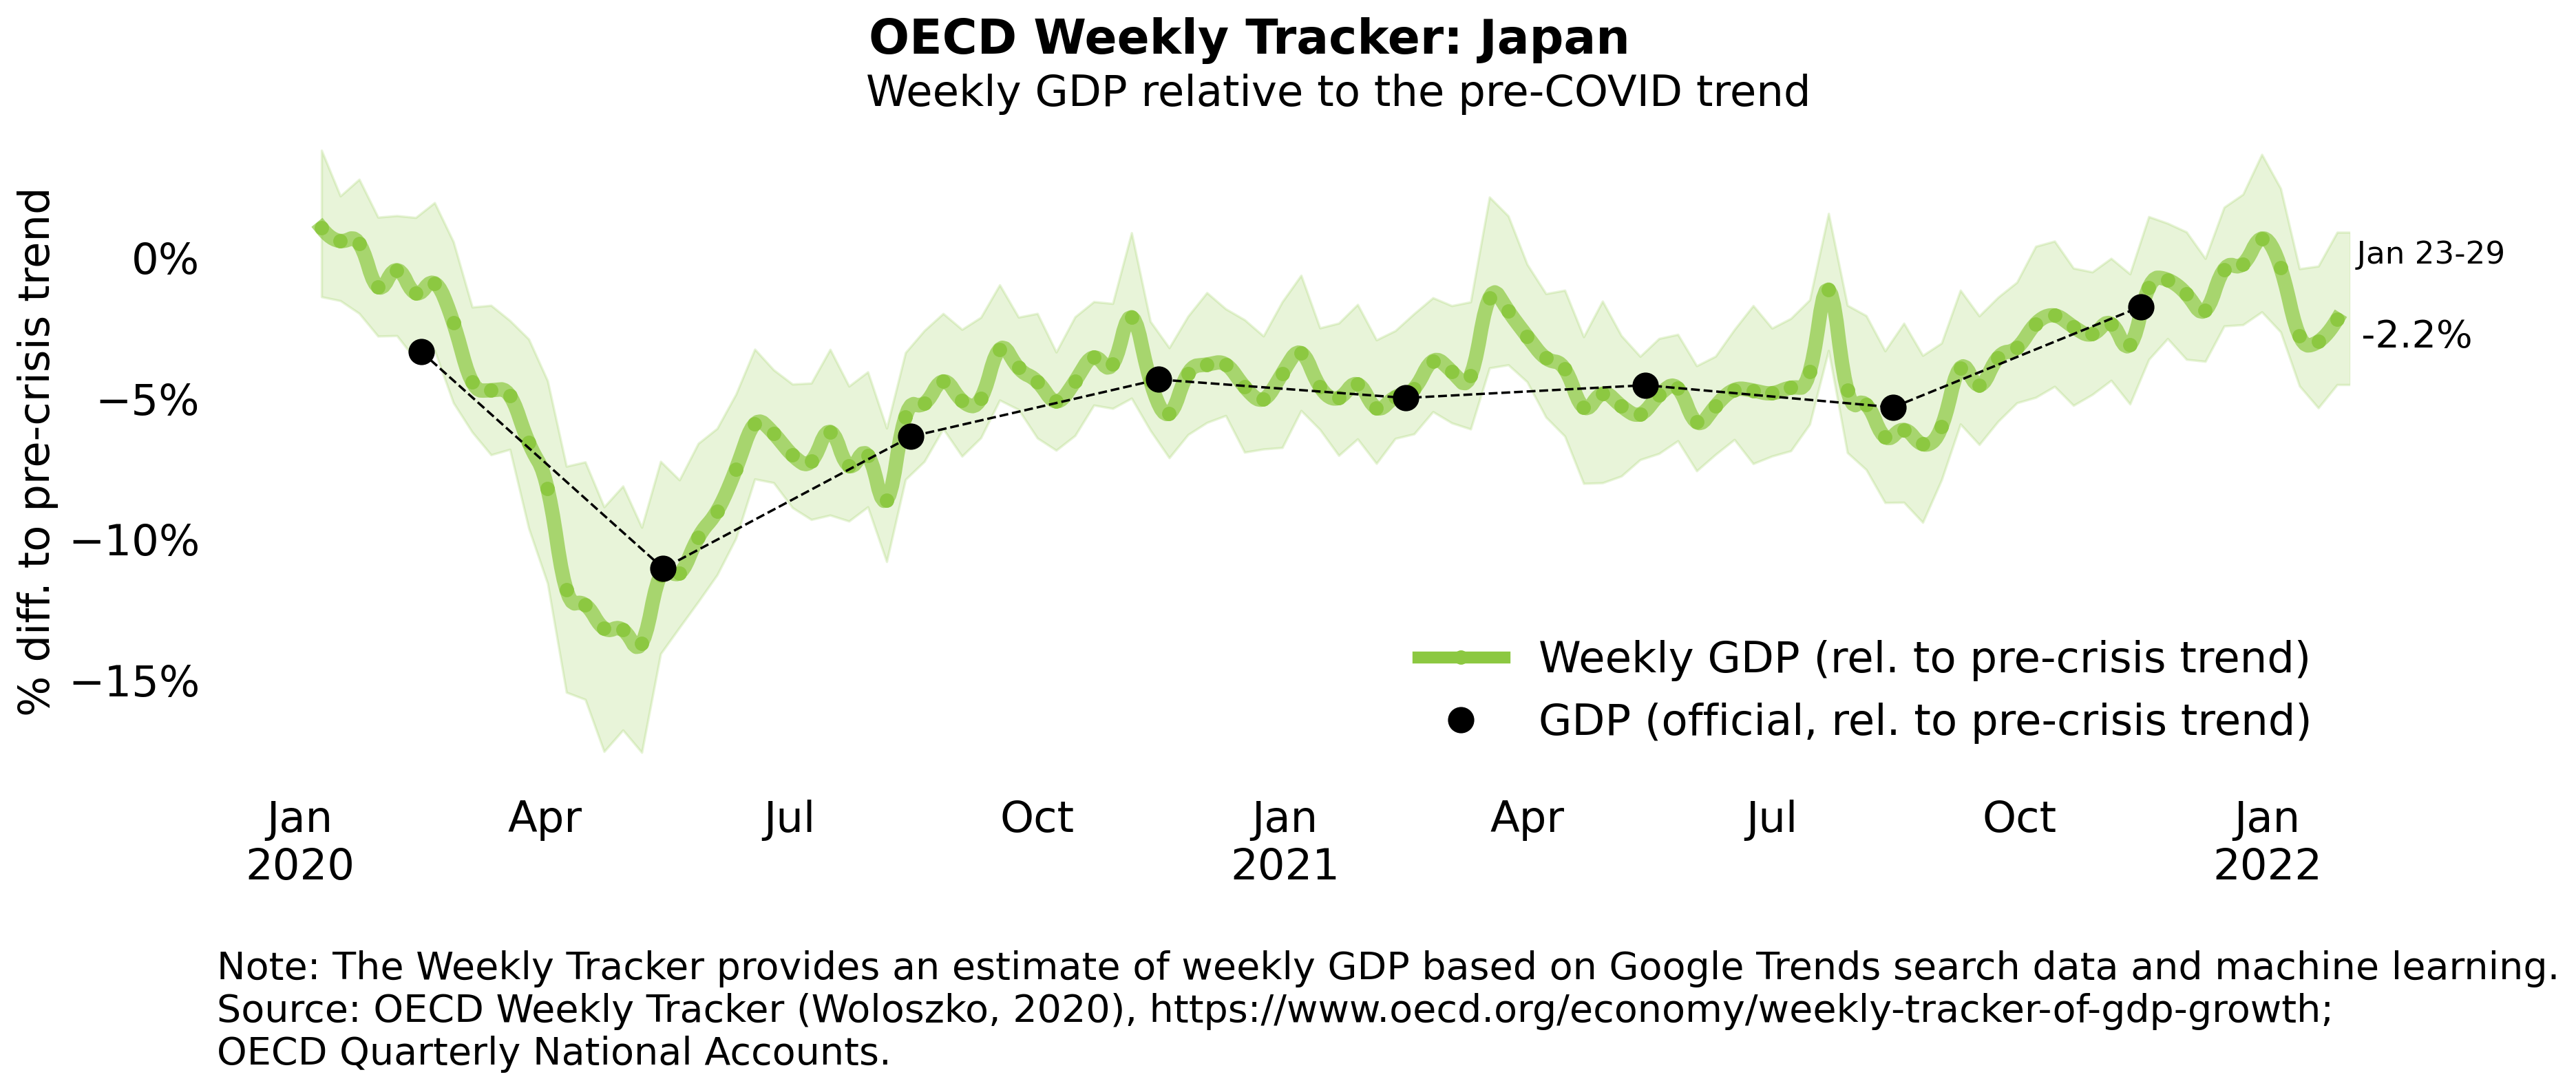 OECD Weekly Tracker: Japan
Weekly GDP relative to the pre-COVID trend
% diff. to pre-crisis trend
0%
−5%
−10%
−15%
Jan 23-29
-2.2%
Weekly GDP (rel. to pre-crisis trend)
GDP (official, rel. to pre-crisis trend)
Jan Apr Jul Oct Jan Apr Jul Oct Jan
2020 2021 2022
Note: The Weekly Tracker provides an estimate of weekly GDP based on Google Trends search data and machine learning.
Source: OECD Weekly Tracker (Woloszko, 2020), https://www.oecd.org/economy/weekly-tracker-of-gdp-growth;
OECD Quarterly National Accounts.